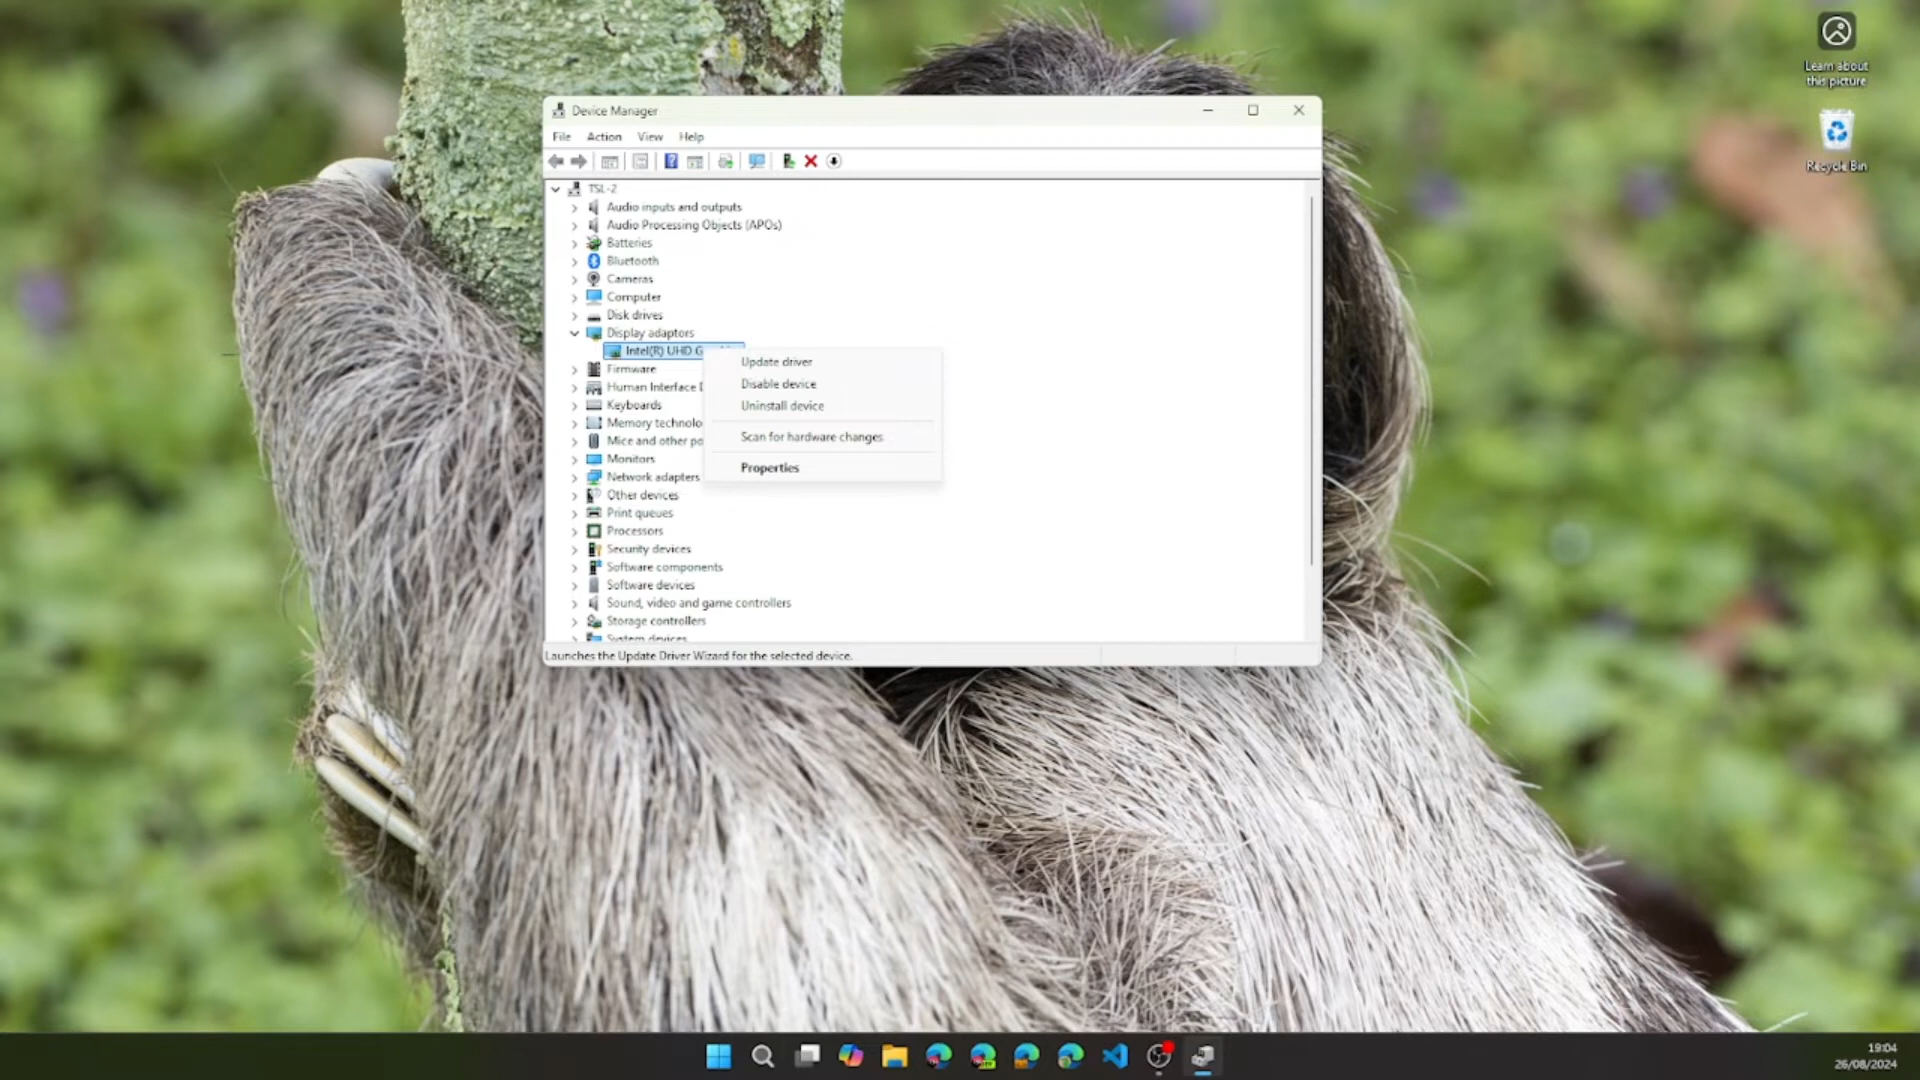 Learn about
this picture
Recycle Bin
Device Manager
File Action View Help
TSL-2
Audio inputs and outputs
Audio Processing Objects (APOs)
Batteries
Bluetooth
Cameras
Computer
Disk drives
Display adaptors
Intel(R) UHD
Firmware
Human Interface
Keyboards
Memory
Mice and other
Monitors
Network adapters
Other devices
Print queues
Processors
Security devices
Software components
Software devices
Sound, video and game controllers
Storage controllers
System devices
Update driver
Disable device
Uninstall device
Scan for hardware changes
Properties
Launches the Update Driver Wizard for the selected device.
19:04
26/08/2024